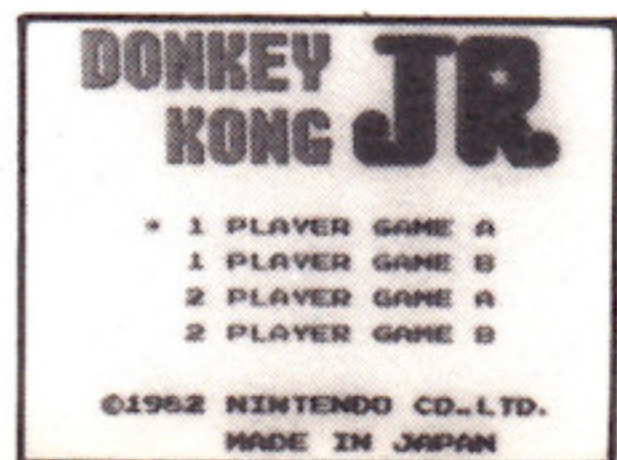 DONKEY
KONG JR
* 1 PLAYER GAME A
1 PLAYER GAME B
2 PLAYER GAME A
2 PLAYER GAME B
©1982 NINTENDO CO.,LTD.
MADE IN JAPAN